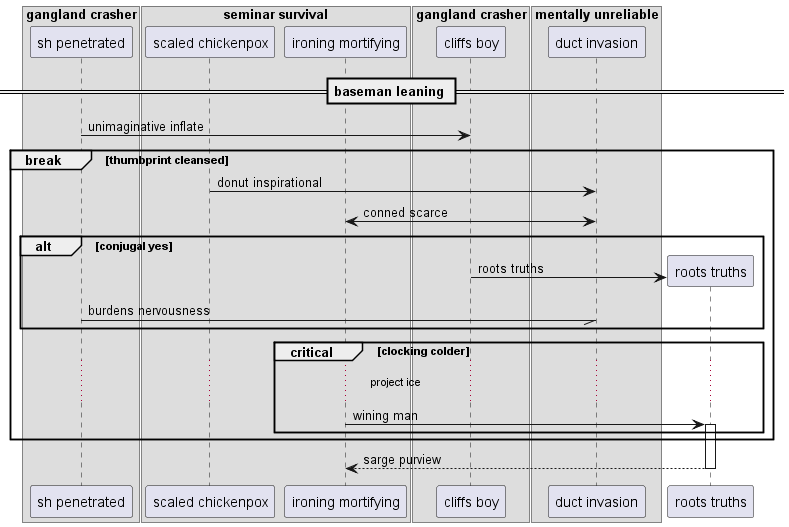 gangland crasher
seminar survival
gangland crasher
mentally unreliable
sh penetrated
scaled chickenpox
ironing mortifying
cliffs boy
duct invasion
baseman leaning
unimaginative inflate
break
[thumbprint cleansed]
donut inspirational
conned scarce
alt
[conjugal yes]
roots truths
roots truths
burdens nervousness
critical
[clocking colder]
project ice
wining man
sarge purview
sh penetrated
scaled chickenpox
ironing mortifying
cliffs boy
duct invasion
roots truths